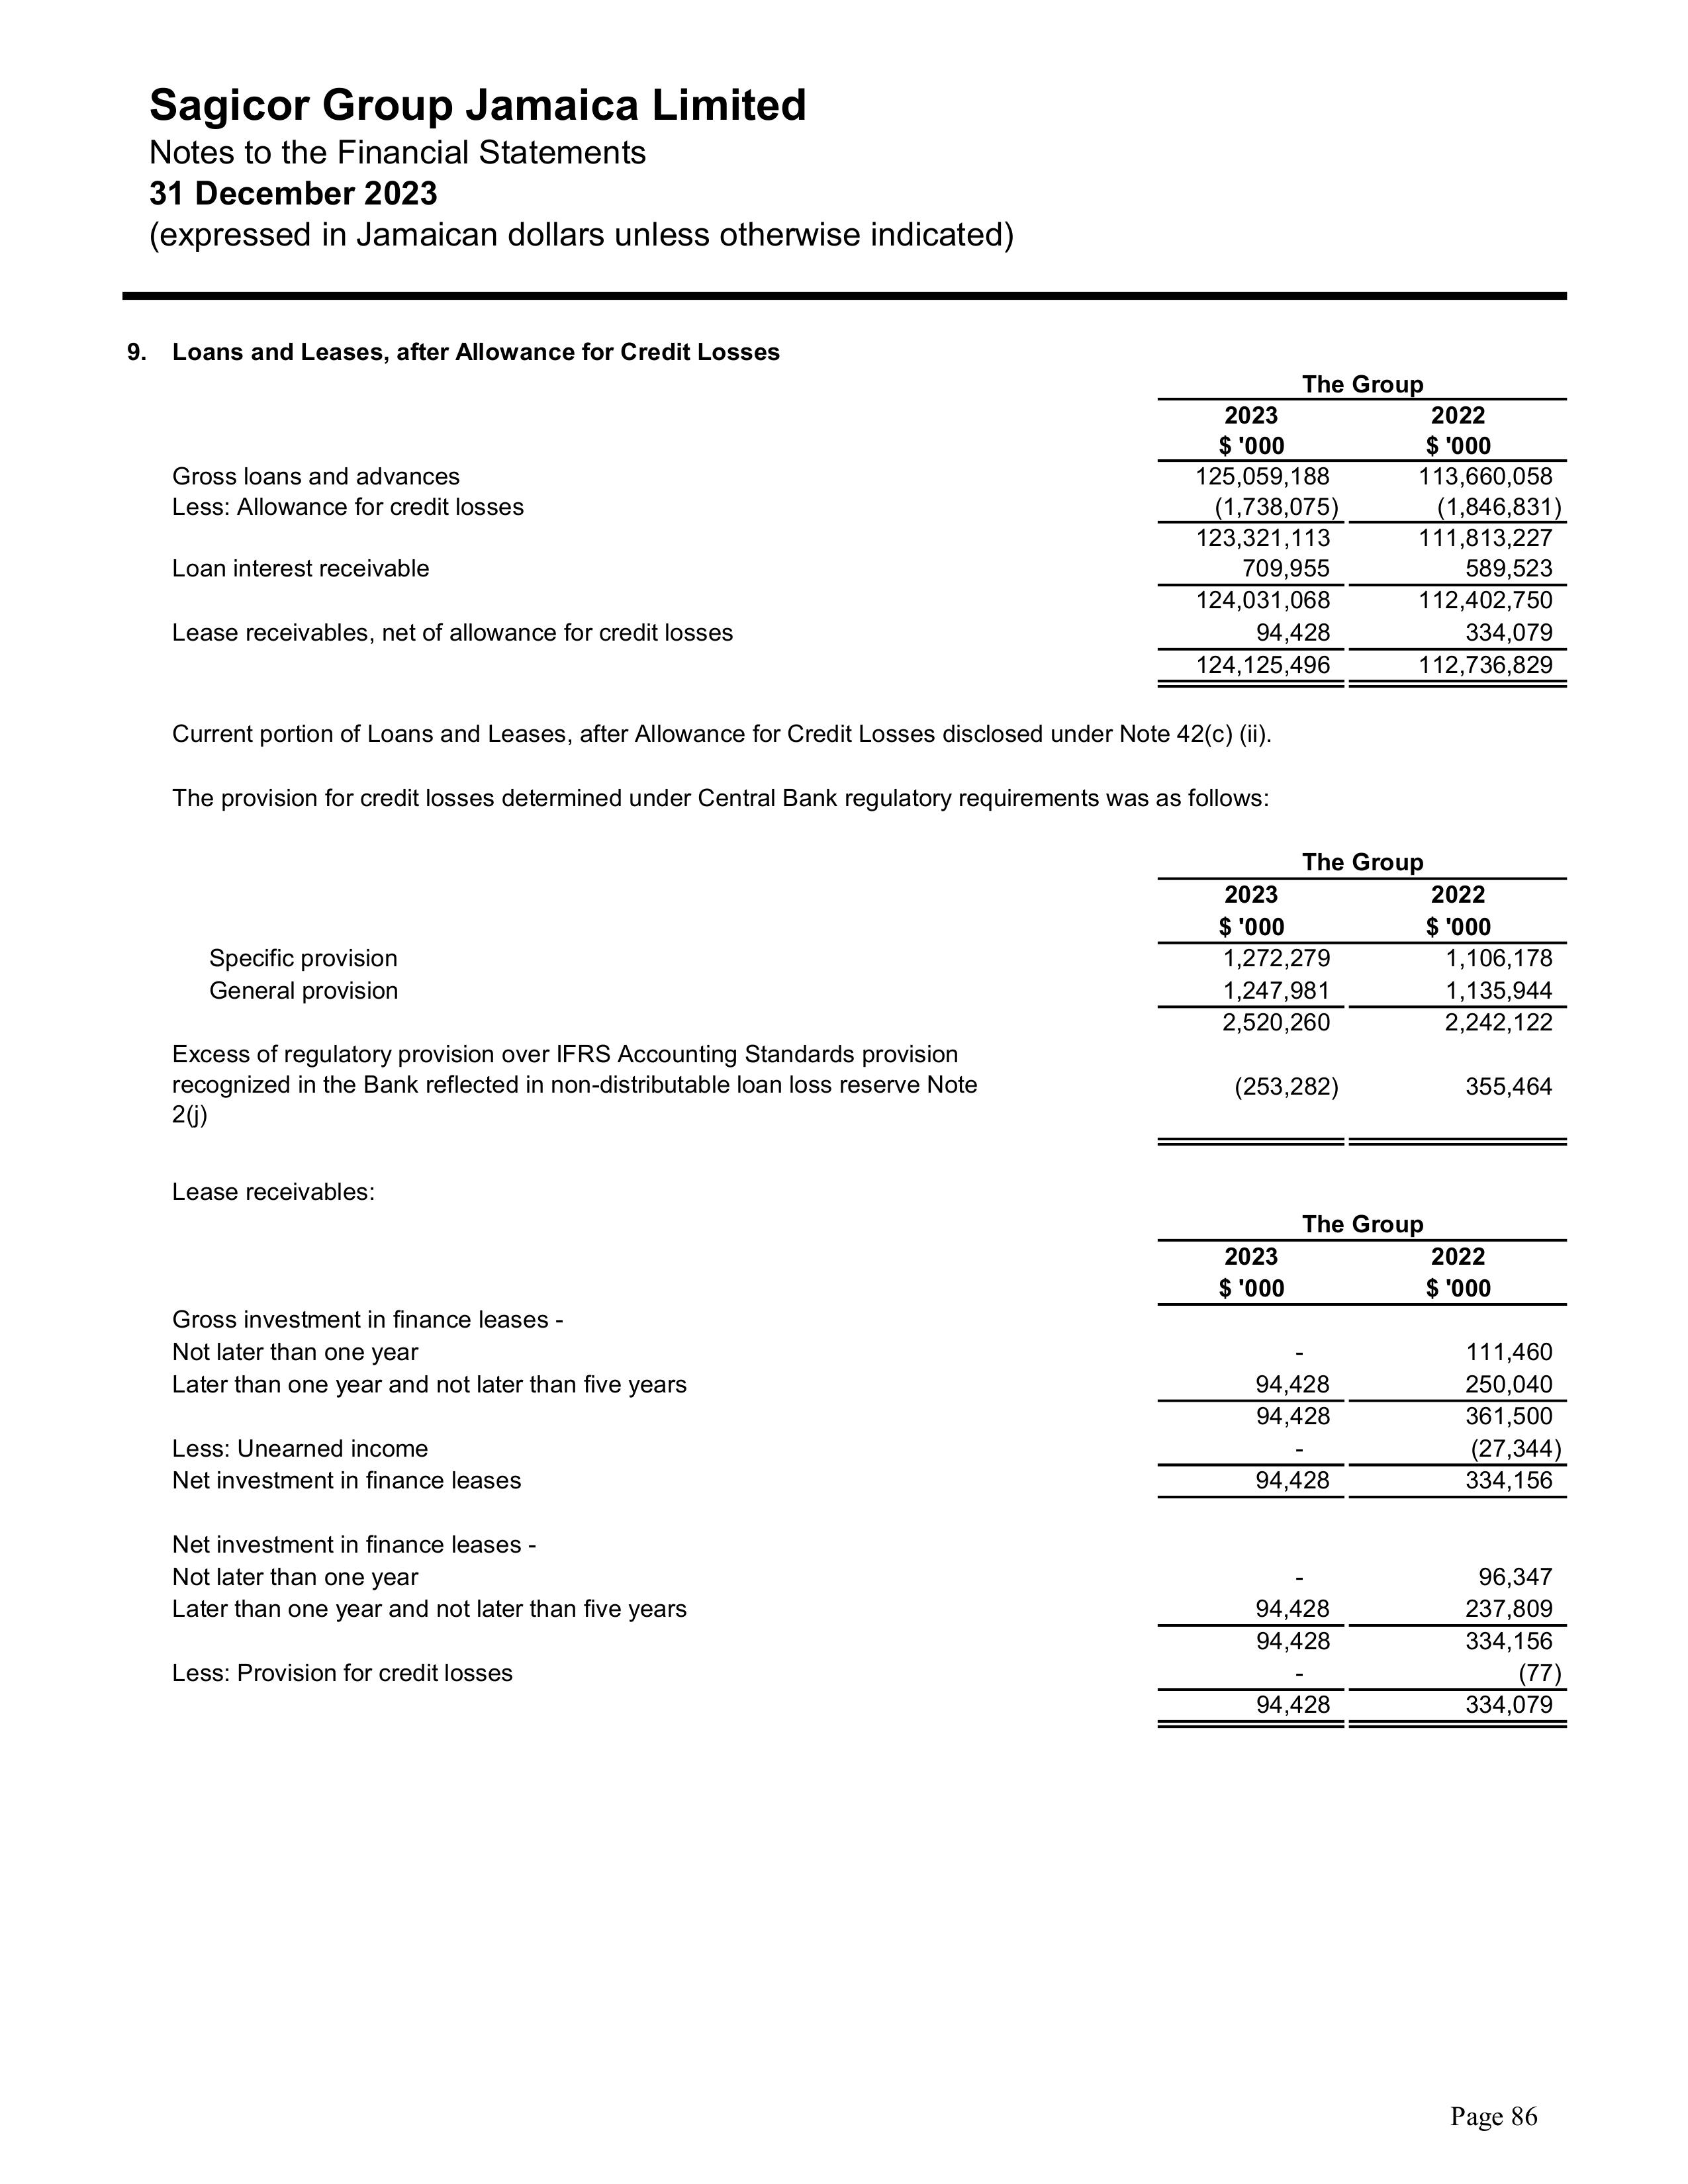 Sagicor Group Jamaica Limited
Notes to the Financial Statements
31 December 2023
(expressed in Jamaican dollars unless otherwise indicated)
9. Loans and Leases, after Allowance for Credit Losses
The Group
2023 2022
$ '000 $ '000
Gross loans and advances 125,059,188 113,660,058
Less: Allowance for credit losses (1,738,075) (1,846,831)
123,321,113 111,813,227
Loan interest receivable 709,955 589,523
124,031,068 112,402,750
Lease receivables, net of allowance for credit losses 94,428 334,079
124,125,496 112,736,829
Current portion of Loans and Leases, after Allowance for Credit Losses disclosed under Note 42(c) (ii).
The provision for credit losses determined under Central Bank regulatory requirements was as follows:
The Group
2023 2022
$ '000 $ '000
Specific provision 1,272,279 1,106,178
General provision 1,247,981 1,135,944
2,520,260 2,242,122
Excess of regulatory provision over IFRS Accounting Standards provision
recognized in the Bank reflected in non-distributable loan loss reserve Note (253,282) 355,464
2(j)
Lease receivables:
The Group
2023 2022
$ '000 $ '000
Gross investment in finance leases -
Not later than one year - 111,460
Later than one year and not later than five years 94,428 250,040
94,428 361,500
Less: Unearned income - (27,344)
Net investment in finance leases 94,428 334,156
Net investment in finance leases -
Not later than one year - 96,347
Later than one year and not later than five years 94,428 237,809
94,428 334,156
Less: Provision for credit losses - (77)
94,428 334,079
Page 86